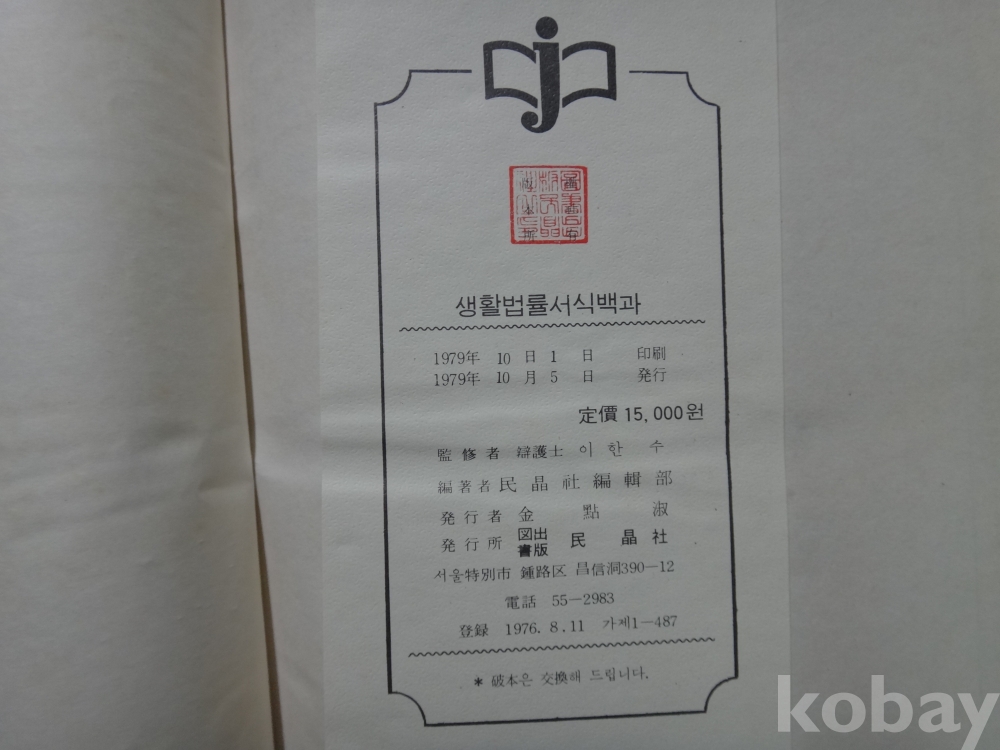 j
생활법률서식백과
1979年 10 日 1 日 印刷
1979年 10 月 5 日 発行
定價 15,000원
監修者 辯護士 이한수
編著者 民晶社編輯部
発行者 金點淑
発行所 図書出版 民晶社
서울特別市 鍾路区 昌信洞390-12
電話 55-2983
登録 1976. 8. 11 가제1-487
* 破本은 交換해 드립니다.
kobay